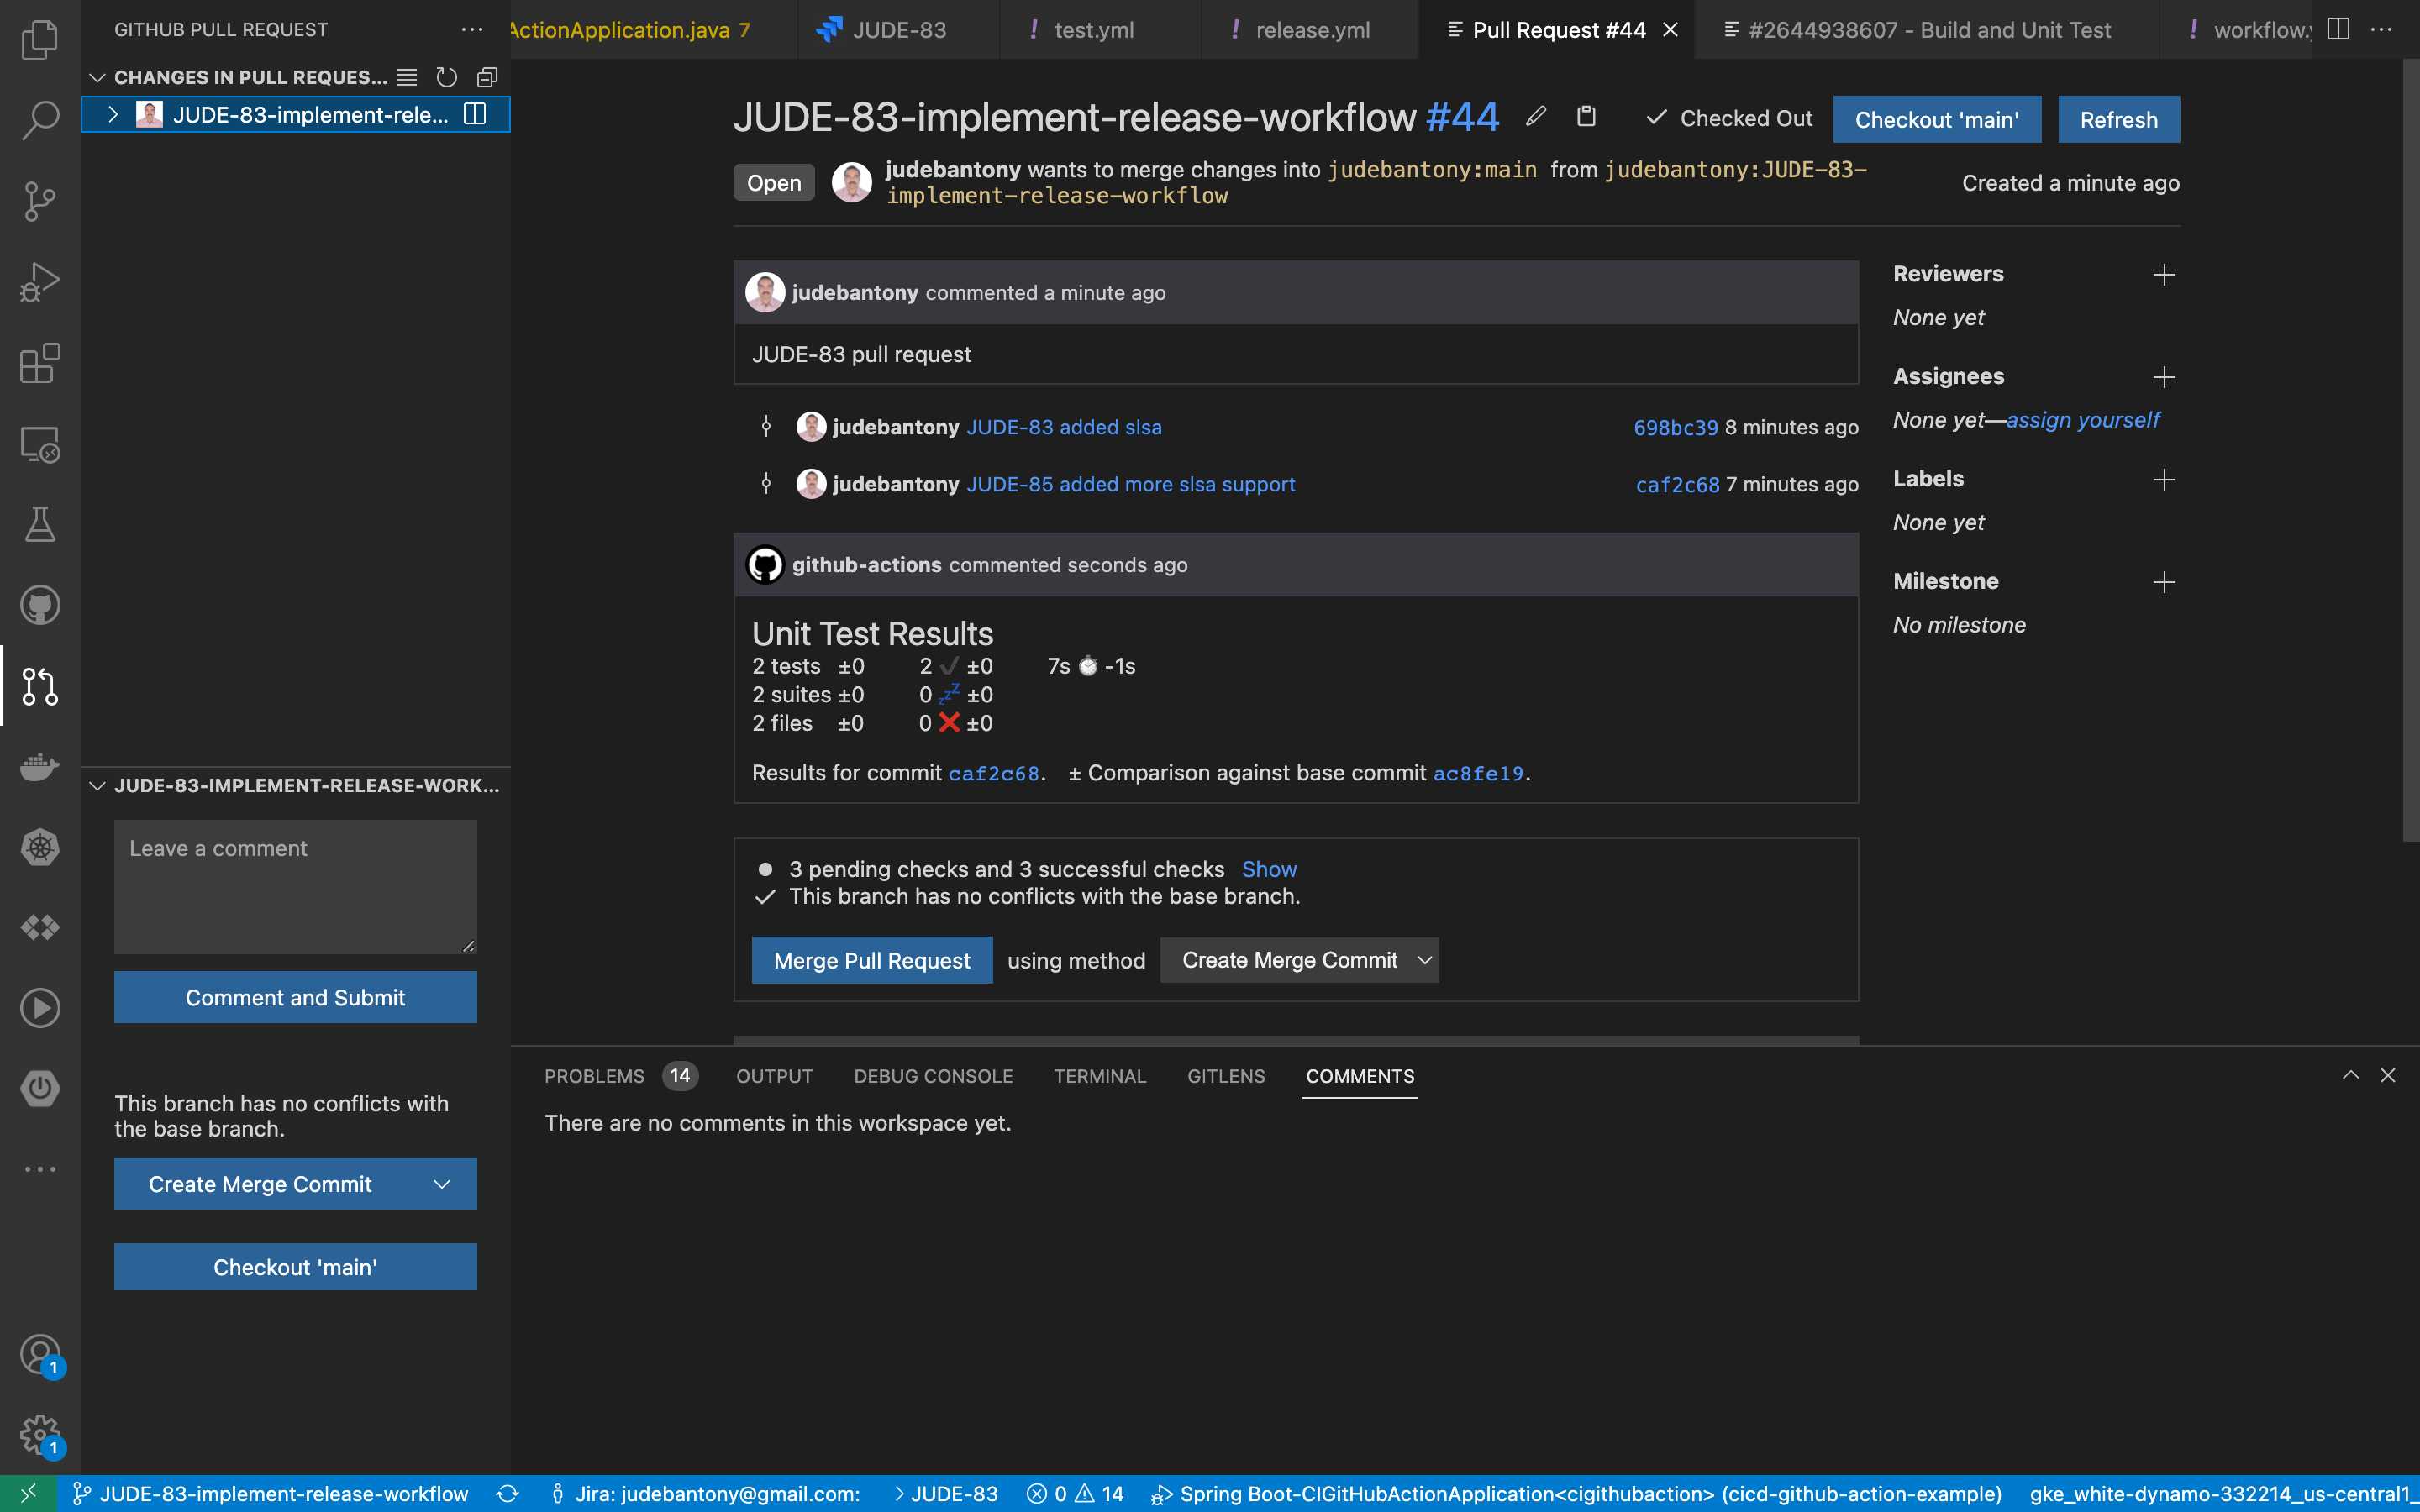 GITHUB PULL REQUEST
ActionApplication.java 7
JUDE-83
! test.yml
! release.yml
Pull Request #44
#2644938607 - Build and Unit Test
! workflow.y
CHANGES IN PULL REQUES...
JUDE-83-implement-rele...
JUDE-83-implement-release-workflow #44
Checked Out
Checkout 'main'
Refresh
Open
judebantony wants to merge changes into judebantony:main from judebantony:JUDE-83-
implement-release-workflow
Created a minute ago
judebantony commented a minute ago
JUDE-83 pull request
judebantony JUDE-83 added slsa 698bc39 8 minutes ago
judebantony JUDE-85 added more slsa support caf2c68 7 minutes ago
github-actions commented seconds ago
Unit Test Results
2 tests ±0 2 ✔ ±0 7s ⏱ -1s
2 suites ±0 0 💤 ±0
2 files ±0 0 ❌ ±0
Results for commit caf2c68. ± Comparison against base commit ac8fe19.
3 pending checks and 3 successful checks Show
This branch has no conflicts with the base branch.
Merge Pull Request using method Create Merge Commit
Reviewers
None yet
Assignees
None yet—assign yourself
Labels
None yet
Milestone
No milestone
JUDE-83-IMPLEMENT-RELEASE-WORK...
Leave a comment
Comment and Submit
This branch has no conflicts with
the base branch.
Create Merge Commit
Checkout 'main'
PROBLEMS 14 OUTPUT DEBUG CONSOLE TERMINAL GITLENS COMMENTS
There are no comments in this workspace yet.
1
1
JUDE-83-implement-release-workflow Jira: judebantony@gmail.com: JUDE-83 0 14 Spring Boot-CIGitHubActionApplication<cigithubaction> (cicd-github-action-example) gke_white-dynamo-332214_us-central1_